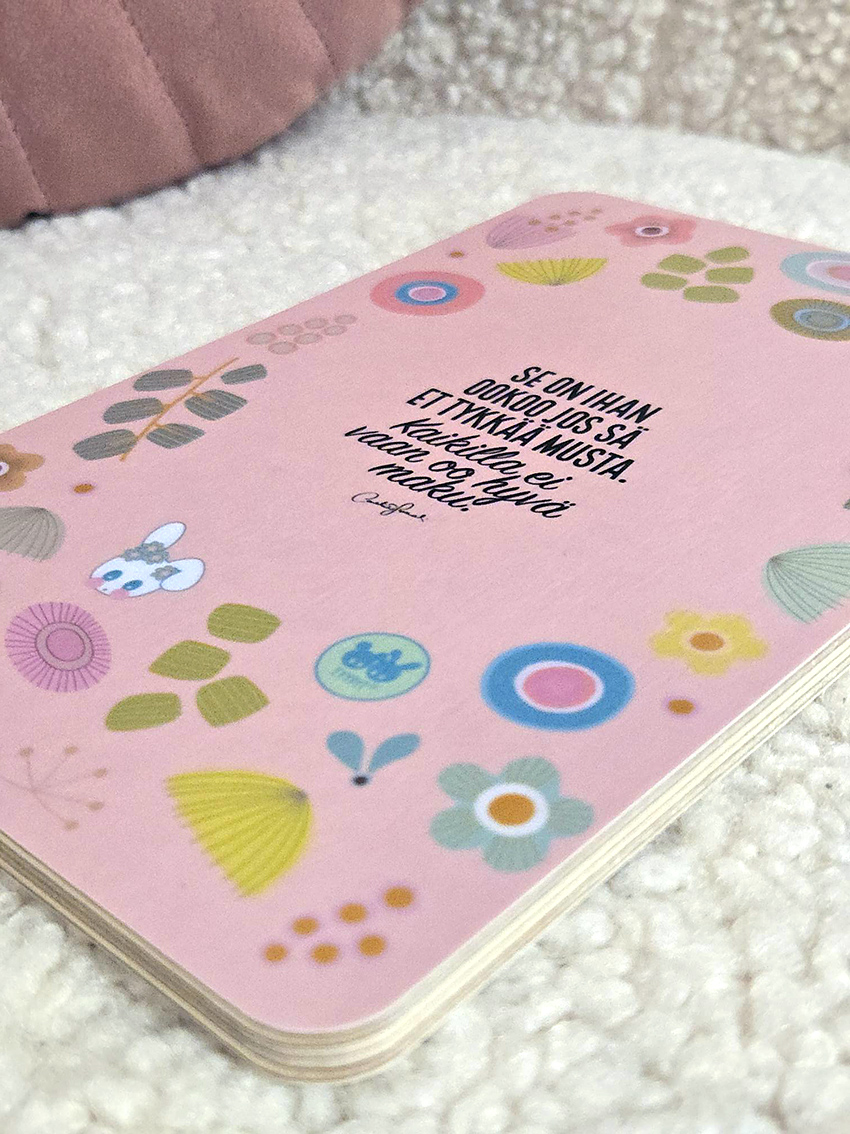 SE ON IHAN
OOKOO JOS SÄ
ET TYKKÄÄ MUSTA.
Kaikilla ei
vaan oo hyvä
maku.